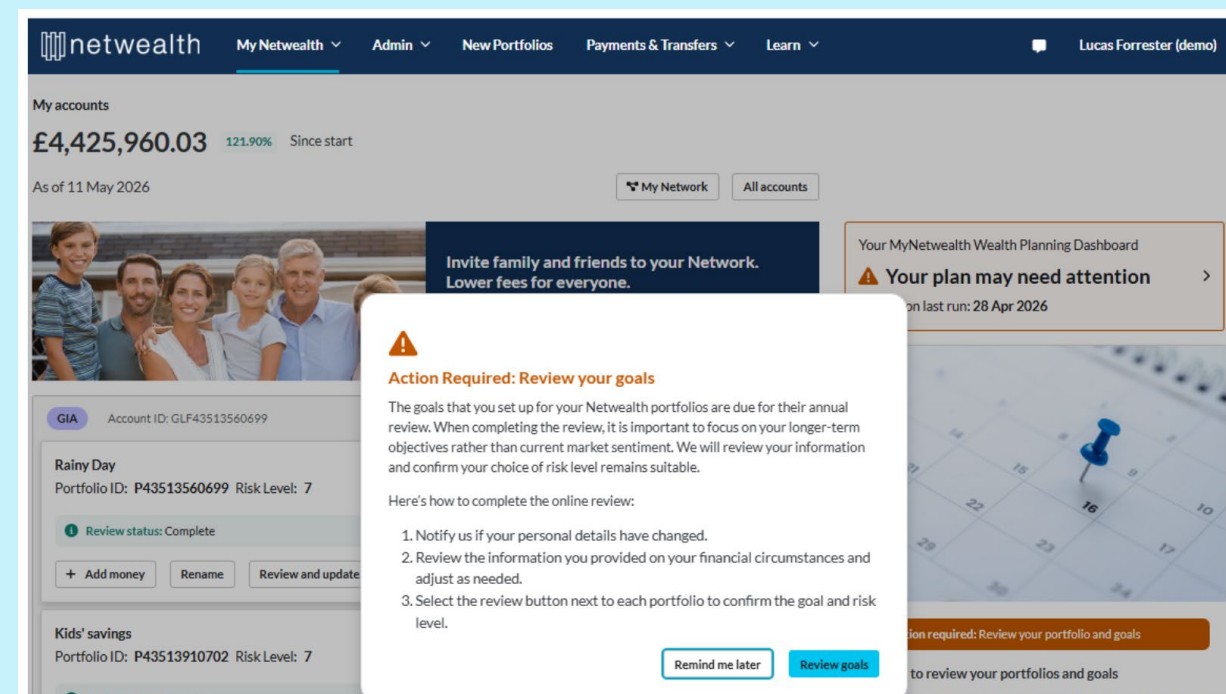 netwealth
My Netwealth
Admin
New Portfolios
Payments & Transfers
Learn
Lucas Forrester (demo)
My accounts
£4,425,960.03 121.90% Since start
As of 11 May 2026
My Network
All accounts
Invite family and friends to your Network.
Lower fees for everyone.
Your MyNetwealth Wealth Planning Dashboard
Your plan may need attention
on last run: 28 Apr 2026
GIA Account ID: GLF43513560699
Rainy Day
Portfolio ID: P43513560699 Risk Level: 7
Review status: Complete
+ Add money
Rename
Review and update
Kids' savings
Portfolio ID: P43513910702 Risk Level: 7
Action Required: Review your goals
The goals that you set up for your Netwealth portfolios are due for their annual
review. When completing the review, it is important to focus on your longer-term
objectives rather than current market sentiment. We will review your information
and confirm your choice of risk level remains suitable.
Here's how to complete the online review:
1. Notify us if your personal details have changed.
2. Review the information you provided on your financial circumstances and
adjust as needed.
3. Select the review button next to each portfolio to confirm the goal and risk
level.
Remind me later
Review goals
16
22
16
10
29
23
17
30
24
required: Review your portfolio and goals
to review your portfolios and goals